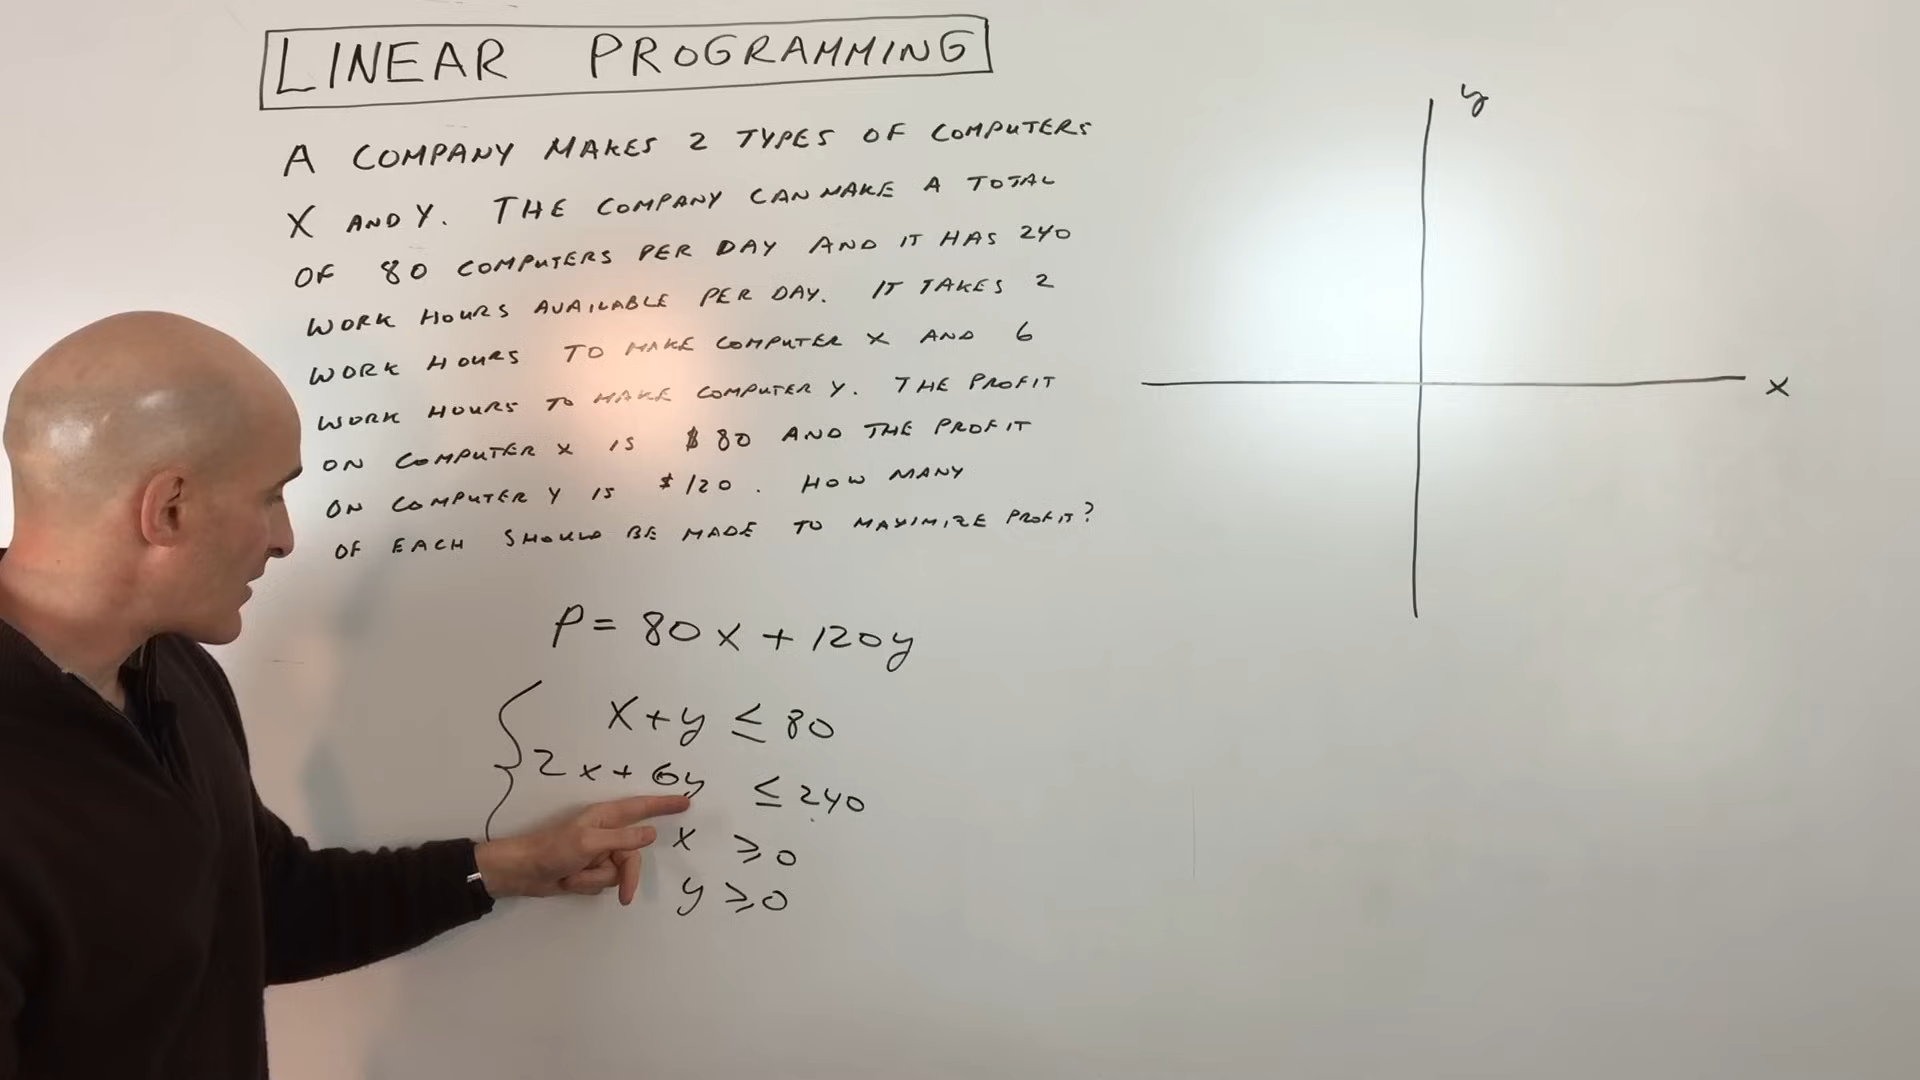 LINEAR PROGRAMMING
A COMPANY MAKES 2 TYPES OF COMPUTERS
X AND Y. THE COMPANY CAN MAKE A TOTAL
OF 80 COMPUTERS PER DAY AND IT HAS 240
WORK HOURS AVAILABLE PER DAY. IT TAKES 2
WORK HOURS TO MAKE COMPUTER X AND 6
WORK HOURS TO MAKE COMPUTER Y. THE PROFIT
ON COMPUTER X IS $80 AND THE PROFIT
ON COMPUTER Y IS $120. HOW MANY
OF EACH SHOULD BE MADE TO MAXIMIZE PROFIT?
P = 80x + 120y
x + y ≤ 80
2x + 6y ≤ 240
x ≥ 0
y ≥ 0
y
x